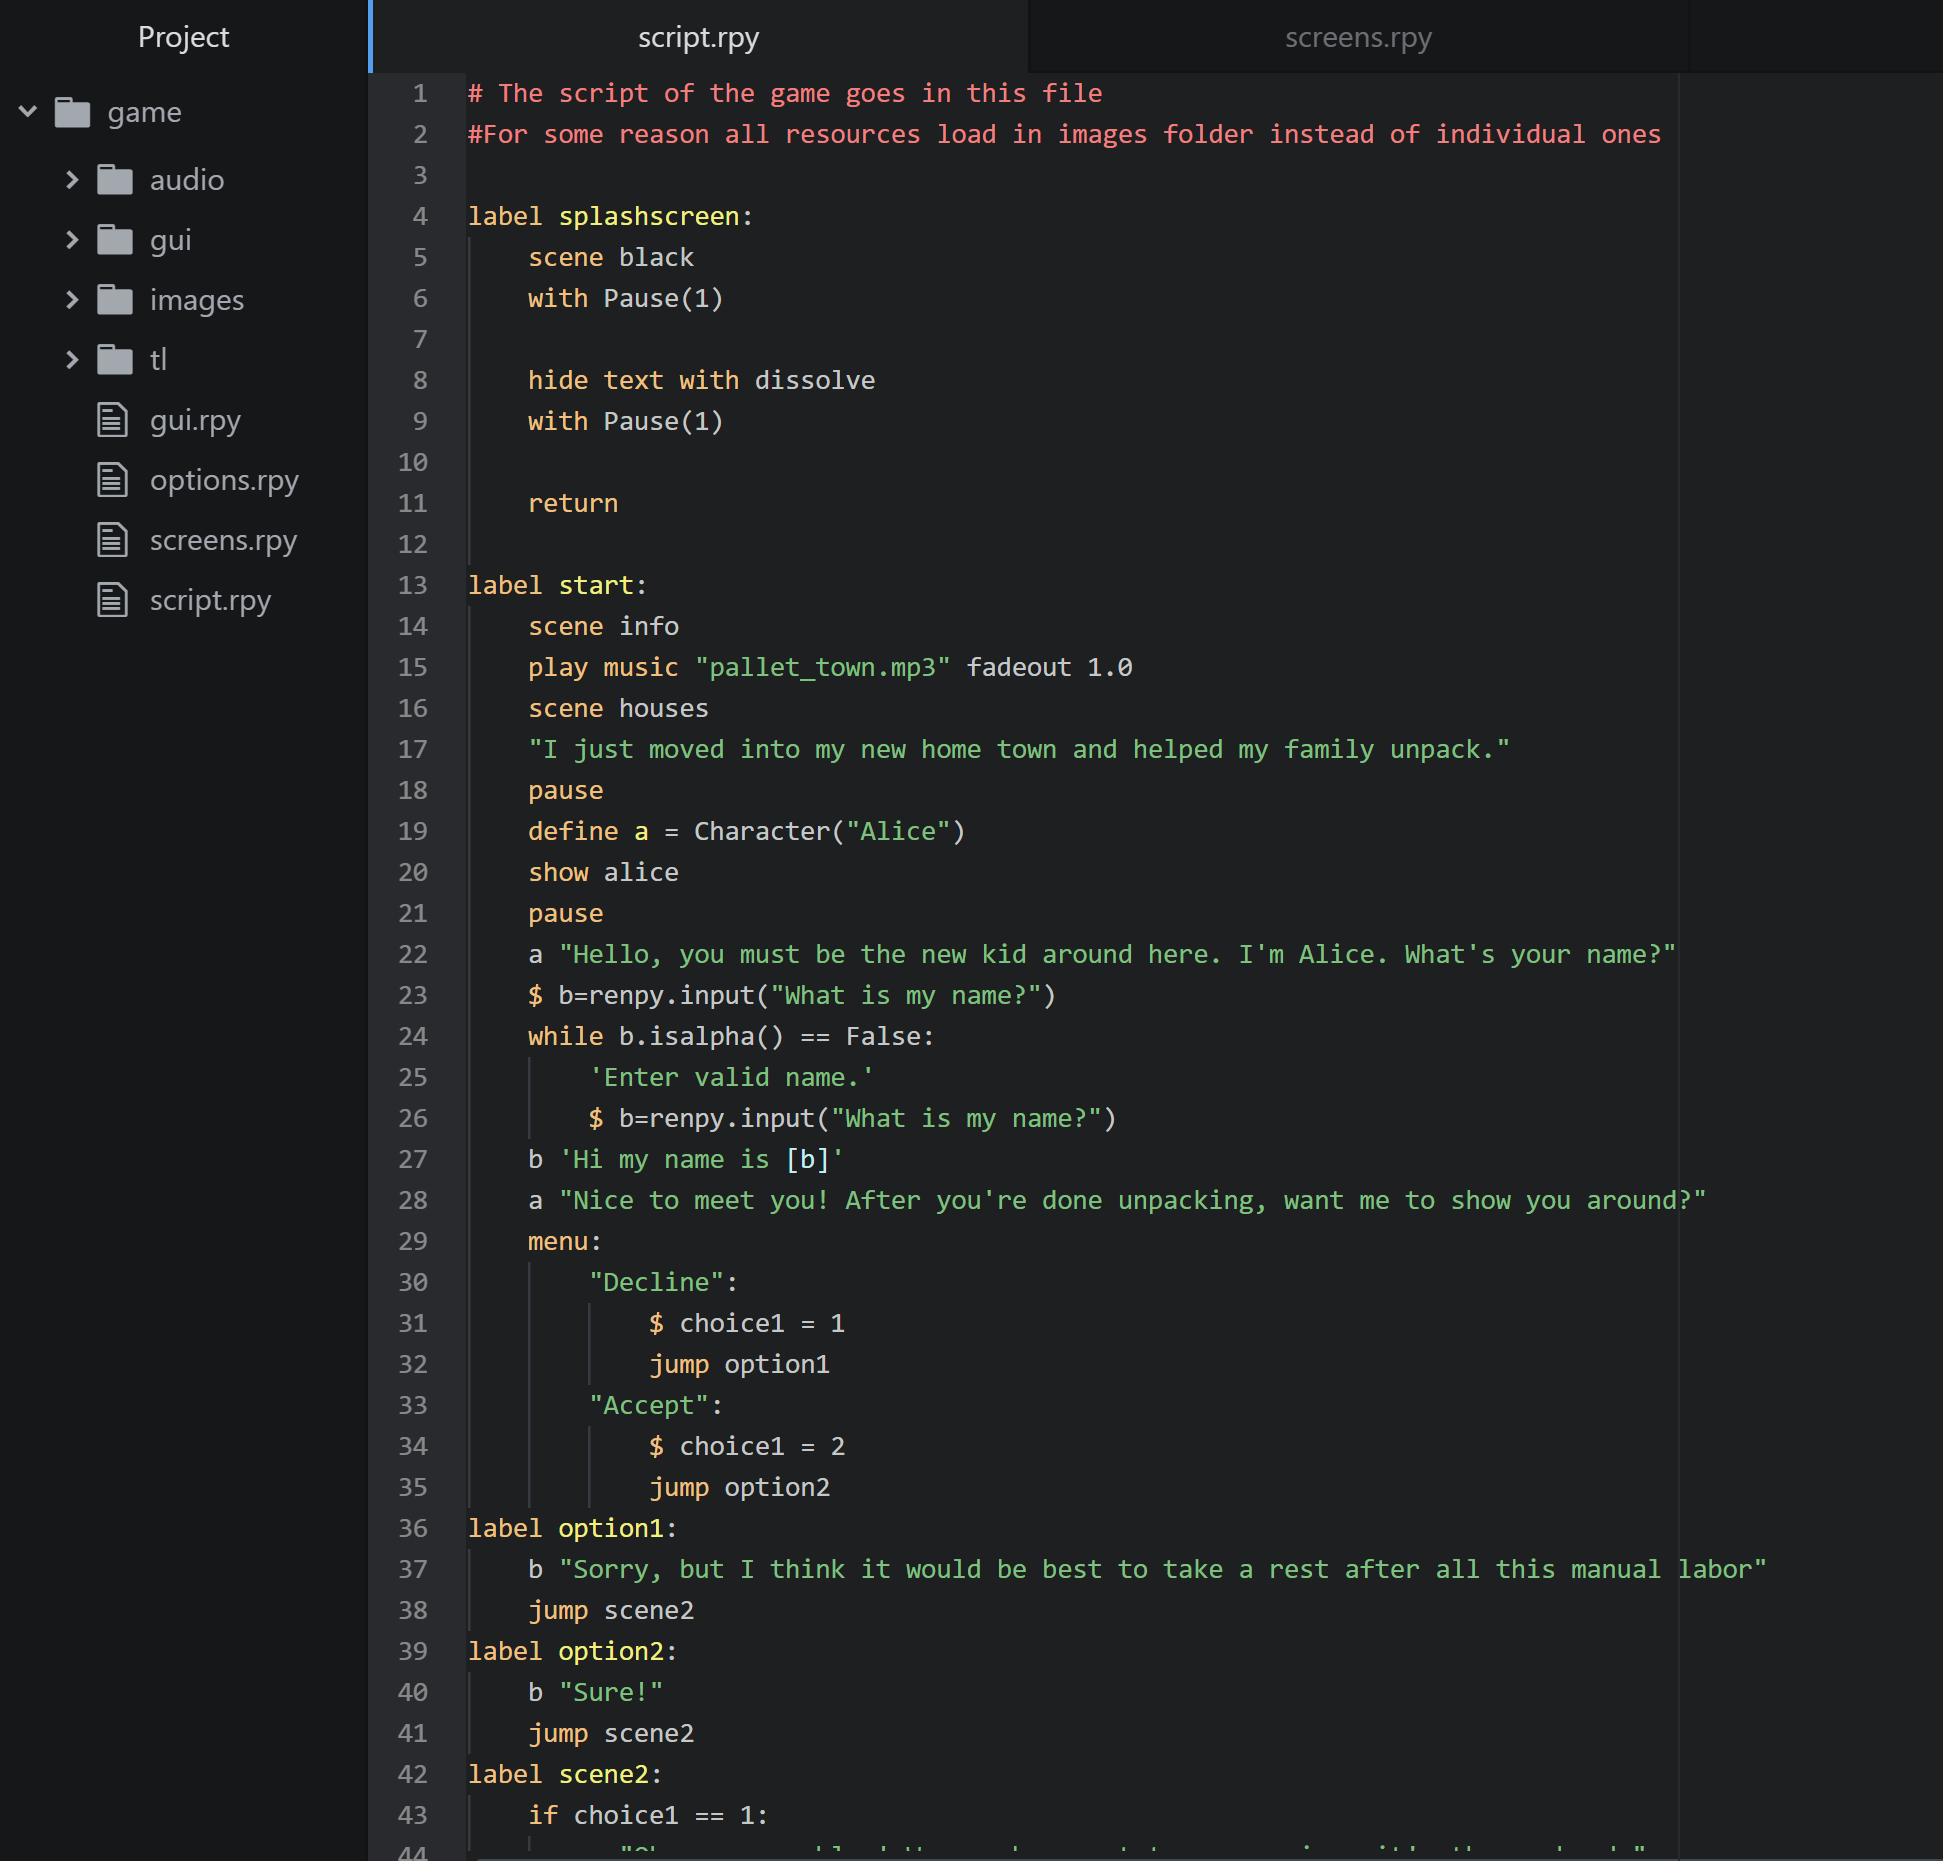 Project
script.rpy
screens.rpy
game
audio
gui
images
tl
gui.rpy
options.rpy
screens.rpy
script.rpy
1 # The script of the game goes in this file
2 #For some reason all resources load in images folder instead of individual ones
3
4 label splashscreen:
5 scene black
6 with Pause(1)
7
8 hide text with dissolve
9 with Pause(1)
10
11 return
12
13 label start:
14 scene info
15 play music "pallet_town.mp3" fadeout 1.0
16 scene houses
17 "I just moved into my new home town and helped my family unpack."
18 pause
19 define a = Character("Alice")
20 show alice
21 pause
22 a "Hello, you must be the new kid around here. I'm Alice. What's your name?"
23 $ b=renpy.input("What is my name?")
24 while b.isalpha() == False:
25 'Enter valid name.'
26 $ b=renpy.input("What is my name?")
27 b 'Hi my name is [b]'
28 a "Nice to meet you! After you're done unpacking, want me to show you around?"
29 menu:
30 "Decline":
31 $ choice1 = 1
32 jump option1
33 "Accept":
34 $ choice1 = 2
35 jump option2
36 label option1:
37 b "Sorry, but I think it would be best to take a rest after all this manual labor"
38 jump scene2
39 label option2:
40 b "Sure!"
41 jump scene2
42 label scene2:
43 if choice1 == 1:
44